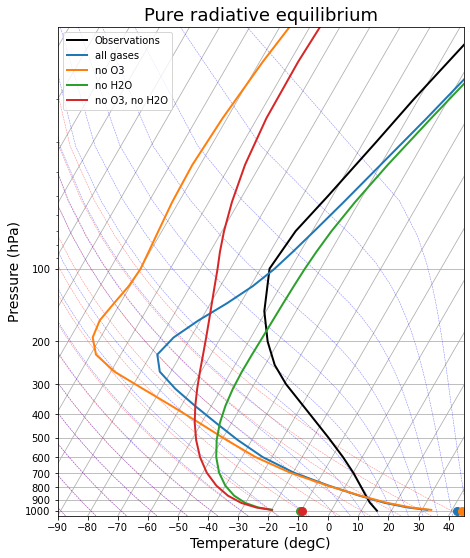 Pure radiative equilibrium
Observations
all gases
no O3
no H2O
no O3, no H2O
Pressure (hPa)
100
200
300
400
500
600
700
800
900
1000
−90 −80 −70 −60 −50 −40 −30 −20 −10 0 10 20 30 40
Temperature (degC)